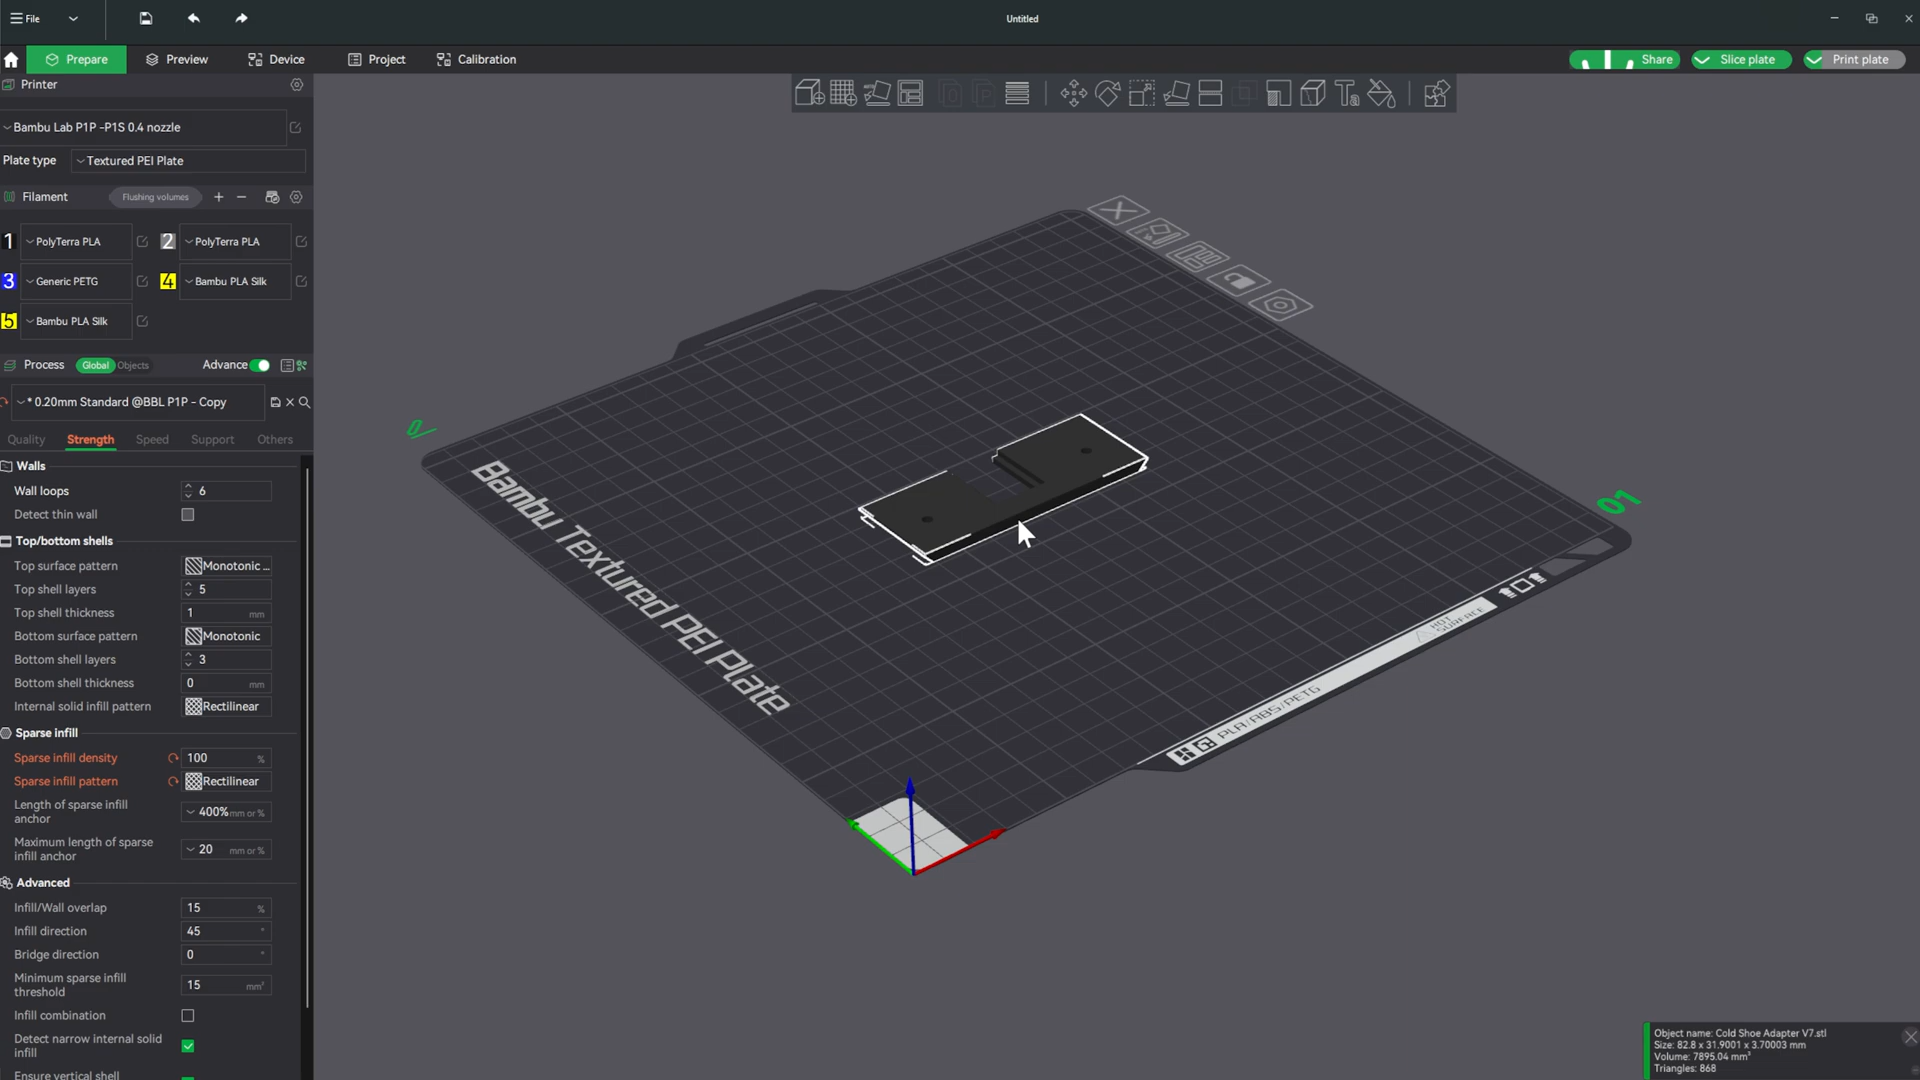 File
Untitled
Prepare
Preview
Device
Project
Calibration
Share
Slice plate
Print plate
Printer
Bambu Lab P1P -P1S 0.4 nozzle
Plate type
Textured PEI Plate
Filament
Flushing volumes
+
−
1 PolyTerra PLA
2 PolyTerra PLA
3 Generic PETG
4 Bambu PLA Silk
5 Bambu PLA Silk
Process
Global
Objects
Advance
* 0.20mm Standard @BBL P1P - Copy
Quality
Strength
Speed
Support
Others
Walls
Wall loops 6
Detect thin wall
Top/bottom shells
Top surface pattern Monotonic ...
Top shell layers 5
Top shell thickness 1 mm
Bottom surface pattern Monotonic
Bottom shell layers 3
Bottom shell thickness 0 mm
Internal solid infill pattern Rectilinear
Sparse infill
Sparse infill density 100 %
Sparse infill pattern Rectilinear
Length of sparse infill
anchor 400% mm or %
Maximum length of sparse
infill anchor 20 mm or %
Advanced
Infill/Wall overlap 15 %
Infill direction 45 °
Bridge direction 0 °
Minimum sparse infill
threshold 15 mm²
Infill combination
Detect narrow internal solid
infill
Ensure vertical shell
Bambu Textured PEI Plate
01
HOT
SURFACE
PLA/ABS/PETG
Object name: Cold Shoe Adapter V7.stl
Size: 82.8 x 31.9001 x 3.70003 mm
Volume: 7895.04 mm³
Triangles: 868